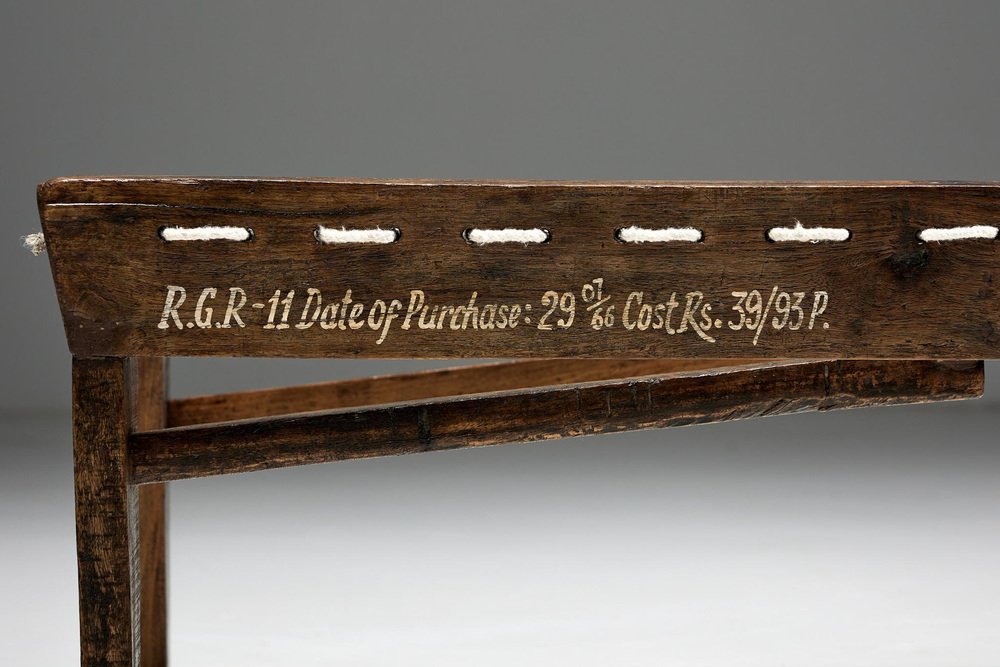 R.G.R-11 Date of Purchase: 29 07/66 Cost Rs. 39/93 P.